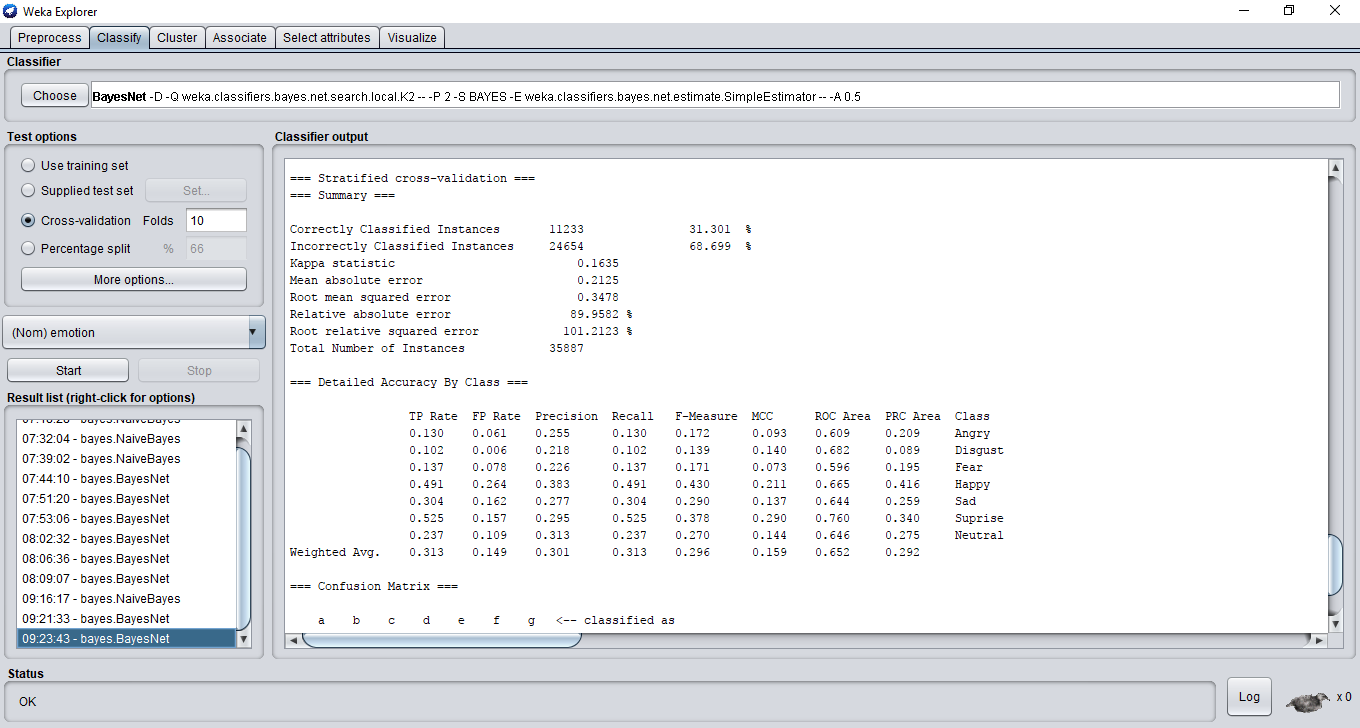 Weka Explorer
Preprocess Classify Cluster Associate Select attributes Visualize
Classifier
Choose BayesNet -D -Q weka.classifiers.bayes.net.search.local.K2 -- -P 2 -S BAYES -E weka.classifiers.bayes.net.estimate.SimpleEstimator -- -A 0.5
Test options
Use training set
Supplied test set Set...
Cross-validation Folds 10
Percentage split % 66
More options...
(Nom) emotion
Start Stop
Result list (right-click for options)
07:32:04 - bayes.NaiveBayes
07:39:02 - bayes.NaiveBayes
07:44:10 - bayes.BayesNet
07:51:20 - bayes.BayesNet
07:53:06 - bayes.BayesNet
08:02:32 - bayes.BayesNet
08:06:36 - bayes.BayesNet
08:09:07 - bayes.BayesNet
09:16:17 - bayes.NaiveBayes
09:21:33 - bayes.BayesNet
09:23:43 - bayes.BayesNet
Classifier output
=== Stratified cross-validation ===
=== Summary ===
Correctly Classified Instances 11233 31.301 %
Incorrectly Classified Instances 24654 68.699 %
Kappa statistic 0.1635
Mean absolute error 0.2125
Root mean squared error 0.3478
Relative absolute error 89.9582 %
Root relative squared error 101.2123 %
Total Number of Instances 35887
=== Detailed Accuracy By Class ===
TP Rate FP Rate Precision Recall F-Measure MCC ROC Area PRC Area Class
0.130 0.061 0.255 0.130 0.172 0.093 0.609 0.209 Angry
0.102 0.006 0.218 0.102 0.139 0.140 0.682 0.089 Disgust
0.137 0.078 0.226 0.137 0.171 0.073 0.596 0.195 Fear
0.491 0.264 0.383 0.491 0.430 0.211 0.665 0.416 Happy
0.304 0.162 0.277 0.304 0.290 0.137 0.644 0.259 Sad
0.525 0.157 0.295 0.525 0.378 0.290 0.760 0.340 Suprise
0.237 0.109 0.313 0.237 0.270 0.144 0.646 0.275 Neutral
Weighted Avg. 0.313 0.149 0.301 0.313 0.296 0.159 0.652 0.292
=== Confusion Matrix ===
a b c d e f g <-- classified as
Status
OK
Log x 0